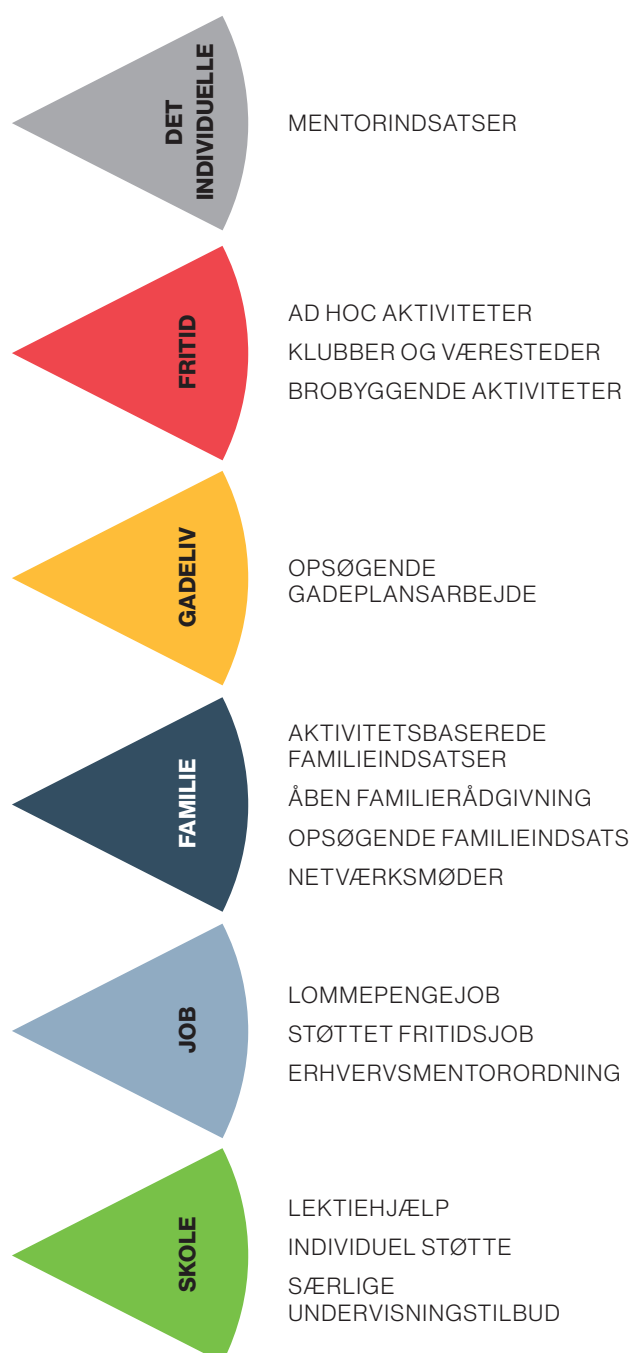 DET
INDIVIDUELLE
MENTORINDSATSER
FRITID
AD HOC AKTIVITETER
KLUBBER OG VÆRESTEDER
BROBYGGENDE AKTIVITETER
GADELIV
OPSØGENDE
GADEPLANSARBEJDE
FAMILIE
AKTIVITETSBASEREDE
FAMILIEINDSATSER
ÅBEN FAMILIERÅDGIVNING
OPSØGENDE FAMILIEINDSATS
NETVÆRKSMØDER
JOB
LOMMEPENGEJOB
STØTTET FRITIDSJOB
ERHVERVSMENTORORDNING
SKOLE
LEKTIEHJÆLP
INDIVIDUEL STØTTE
SÆRLIGE
UNDERVISNINGSTILBUD